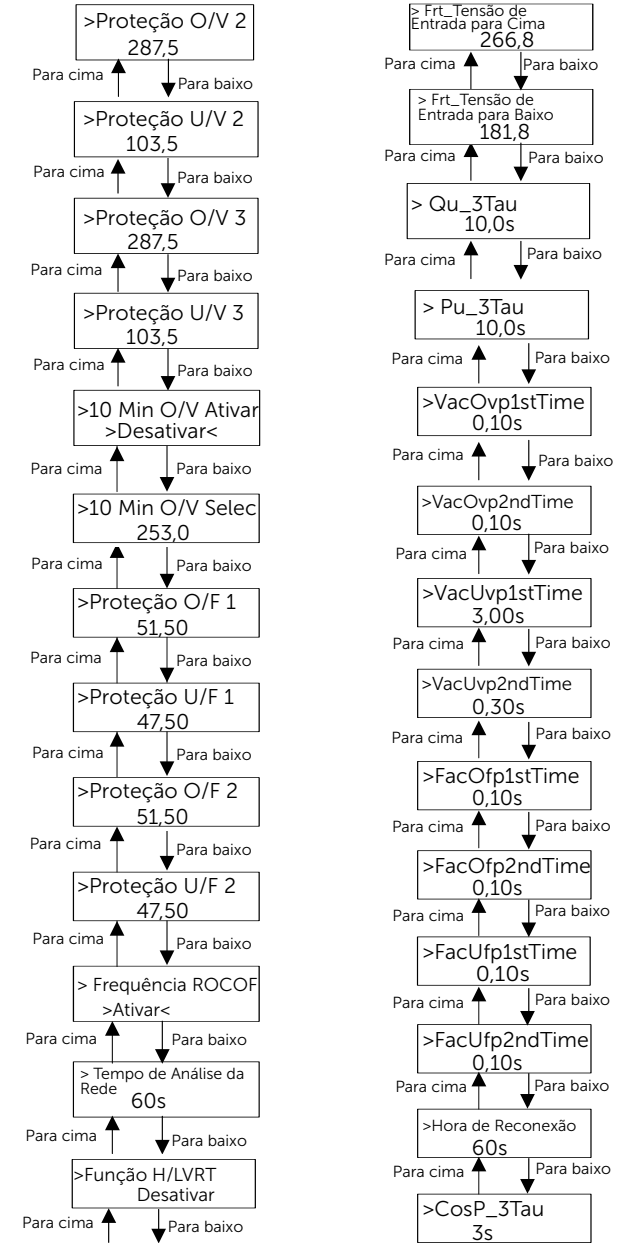 >Proteção O/V 2
287,5
Para cima
Para baixo
>Proteção U/V 2
103,5
Para cima
Para baixo
>Proteção O/V 3
287,5
Para cima
Para baixo
>Proteção U/V 3
103,5
Para cima
Para baixo
>10 Min O/V Ativar
>Desativar<
Para cima
Para baixo
>10 Min O/V Selec
253,0
Para cima
Para baixo
>Proteção O/F 1
51,50
Para cima
Para baixo
>Proteção U/F 1
47,50
Para cima
Para baixo
>Proteção O/F 2
51,50
Para cima
Para baixo
>Proteção U/F 2
47,50
Para cima
Para baixo
> Frequência ROCOF
>Ativar<
Para cima
Para baixo
> Tempo de Análise da
Rede
60s
Para cima
Para baixo
>Função H/LVRT
Desativar
Para cima
Para baixo
> Frt_Tensão de
Entrada para Cima
266,8
Para cima
Para baixo
> Frt_Tensão de
Entrada para Baixo
181,8
Para cima
Para baixo
> Qu_3Tau
10,0s
Para cima
Para baixo
> Pu_3Tau
10,0s
Para cima
Para baixo
>VacOvp1stTime
0,10s
Para cima
Para baixo
>VacOvp2ndTime
0,10s
Para cima
Para baixo
>VacUvp1stTime
3,00s
Para cima
Para baixo
>VacUvp2ndTime
0,30s
Para cima
Para baixo
>FacOfp1stTime
0,10s
Para cima
Para baixo
>FacOfp2ndTime
0,10s
Para cima
Para baixo
>FacUfp1stTime
0,10s
Para cima
Para baixo
>FacUfp2ndTime
0,10s
Para cima
Para baixo
>Hora de Reconexão
60s
Para cima
Para baixo
>CosP_3Tau
3s